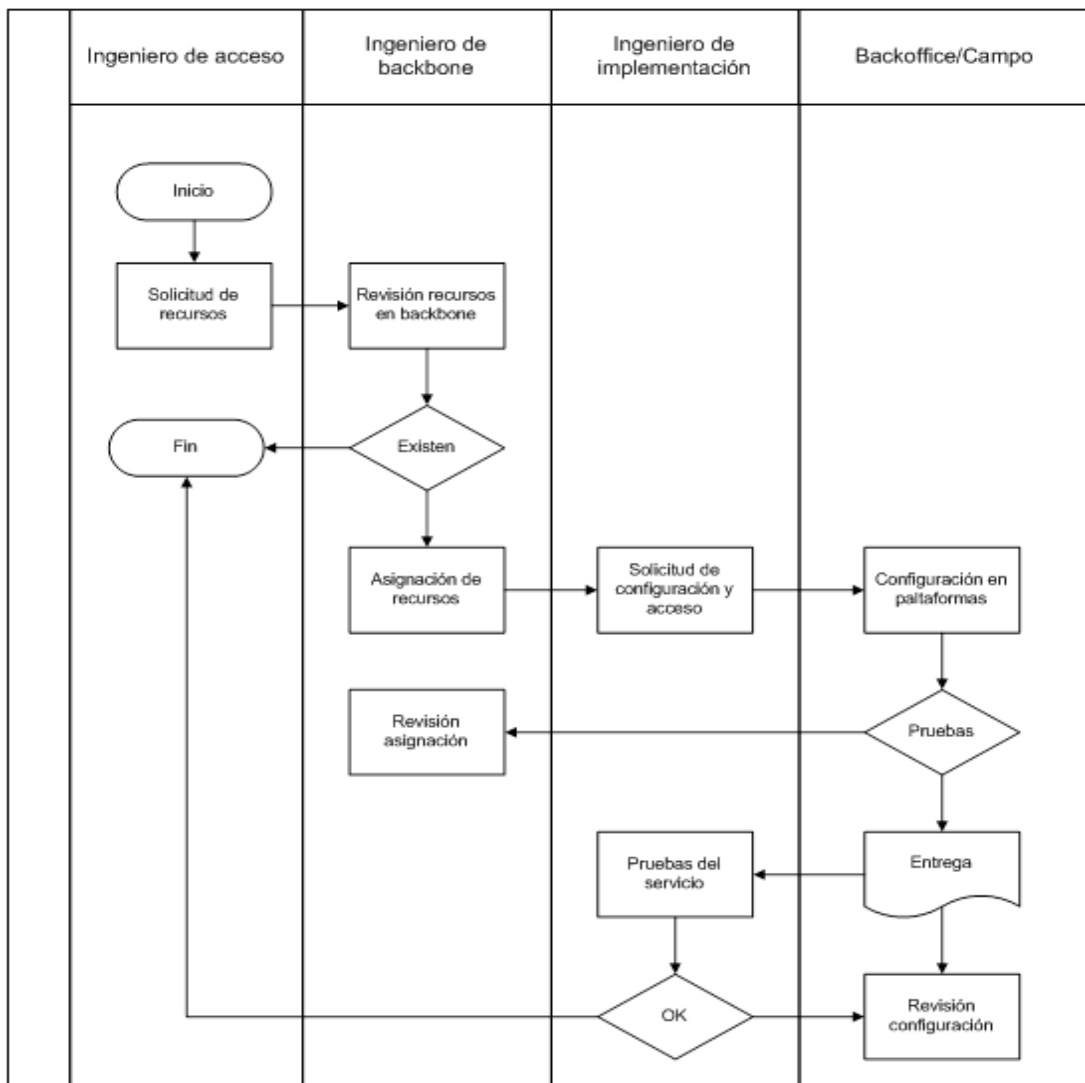 Ingeniero de acceso
Ingeniero de
backbone
Ingeniero de
implementación
Backoffice/Campo
Inicio
Solicitud de
recursos
Revisión recursos
en backbone
Fin
Existen
Asignación de
recursos
Solicitud de
configuración y
acceso
Configuración en
paltaformas
Revisión
asignación
Pruebas
Pruebas del
servicio
Entrega
OK
Revisión
configuración